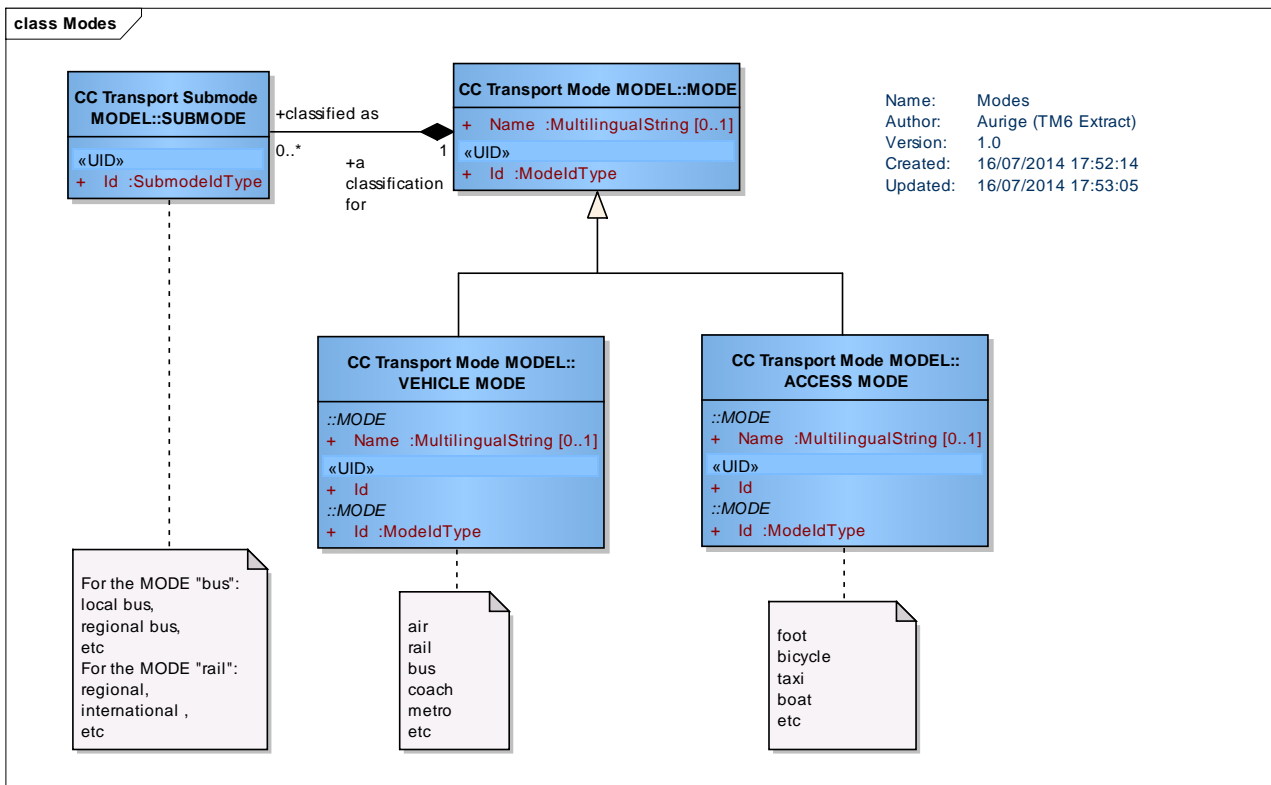 class Modes
CC Transport Submode
MODEL::SUBMODE
«UID»
+ Id :SubmodeIdType
+classified as
0..*
+a
classification
for
1
CC Transport Mode MODEL::MODE
+ Name :MultilingualString [0..1]
«UID»
+ Id :ModeIdType
Name: Modes
Author: Aurige (TM6 Extract)
Version: 1.0
Created: 16/07/2014 17:52:14
Updated: 16/07/2014 17:53:05
CC Transport Mode MODEL::
VEHICLE MODE
::MODE
+ Name :MultilingualString [0..1]
«UID»
+ Id
::MODE
+ Id :ModeIdType
CC Transport Mode MODEL::
ACCESS MODE
::MODE
+ Name :MultilingualString [0..1]
«UID»
+ Id
::MODE
+ Id :ModeIdType
For the MODE "bus":
local bus,
regional bus,
etc
For the MODE "rail":
regional,
international ,
etc
air
rail
bus
coach
metro
etc
foot
bicycle
taxi
boat
etc